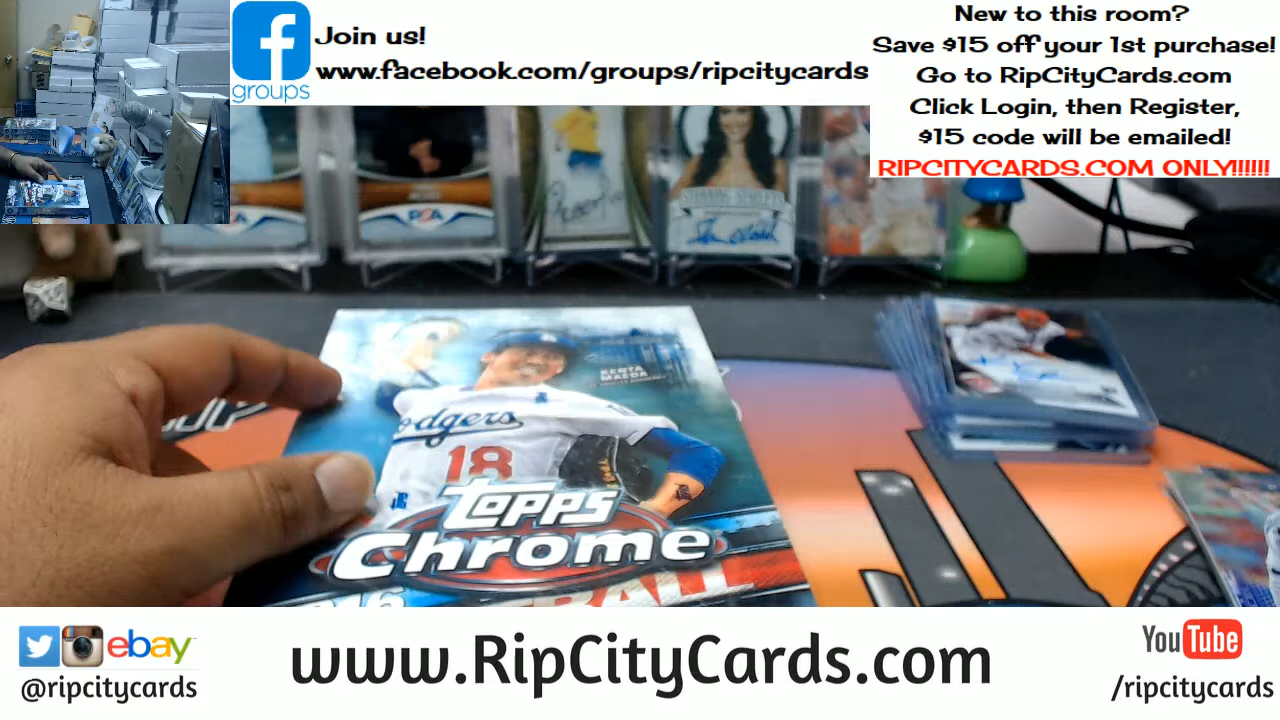 groups
Join us!
www.facebook.com/groups/ripcitycards
New to this room?
Save $15 off your 1st purchase!
Go to RipCityCards.com
Click Login, then Register,
$15 code will be emailed!
RIPCITYCARDS.COM ONLY!!!!!!
KENTA
MAEDA
Dodgers
18
TOPPS
Chrome
ebay
@ripcitycards
www.RipCityCards.com
YouTube
/ripcitycards